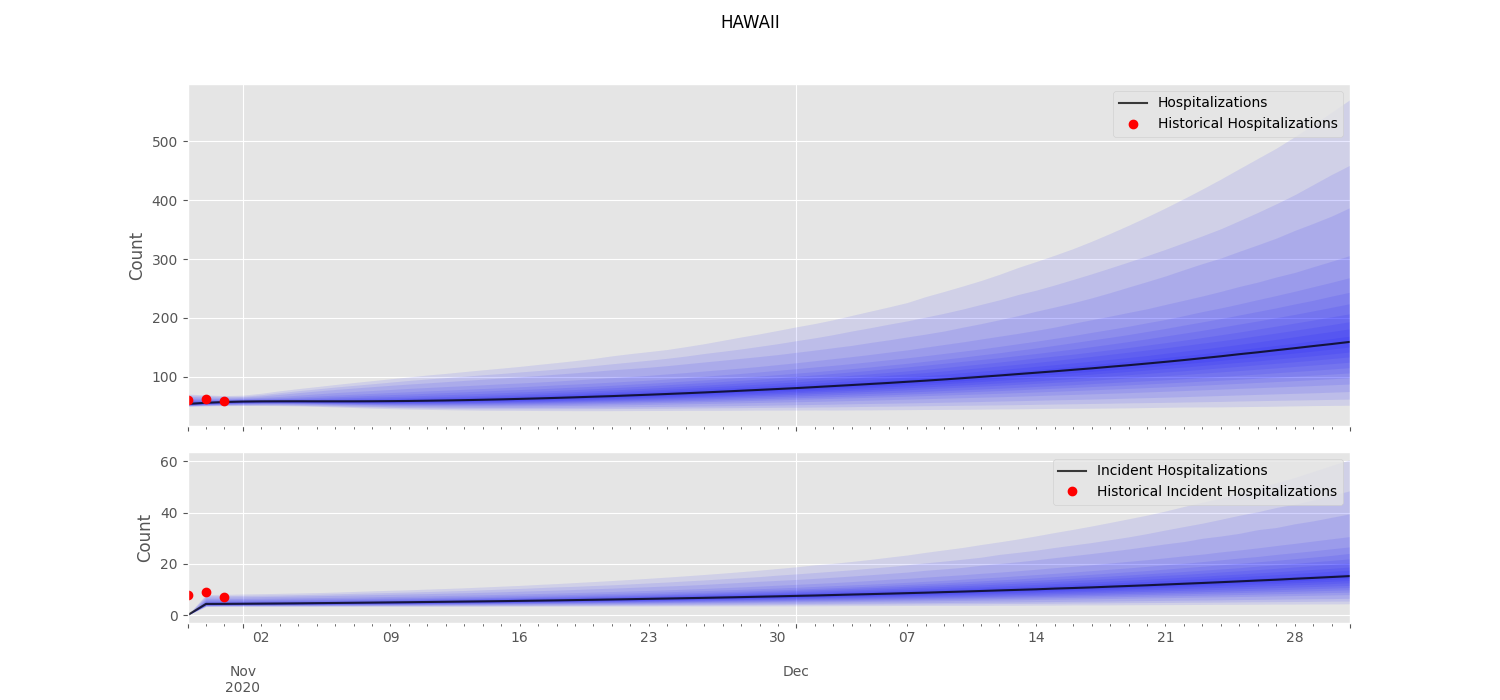 HAWAII
Hospitalizations
Historical Hospitalizations
500
400
300
200
100
Count
Incident Hospitalizations
Historical Incident Hospitalizations
60
40
20
0
Count
02 09 16 23 30 07 14 21 28
Nov Dec
2020